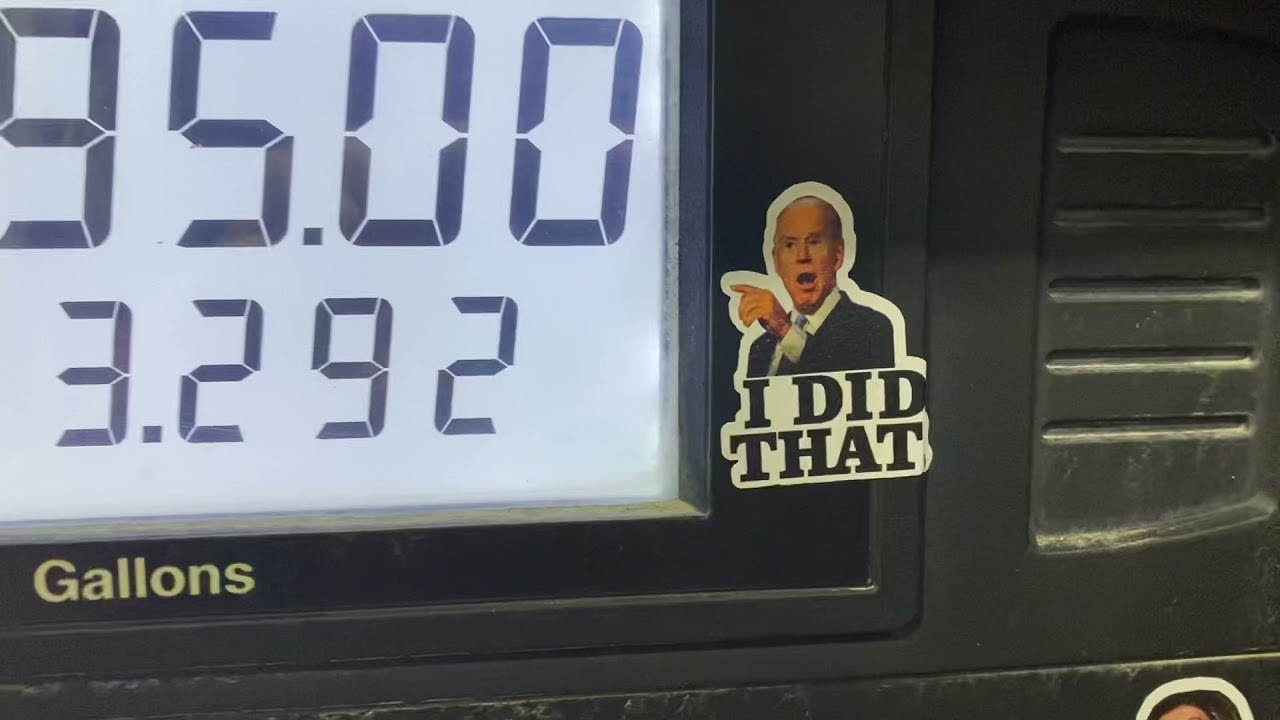 95.00
3.292
I DID
THAT
Gallons